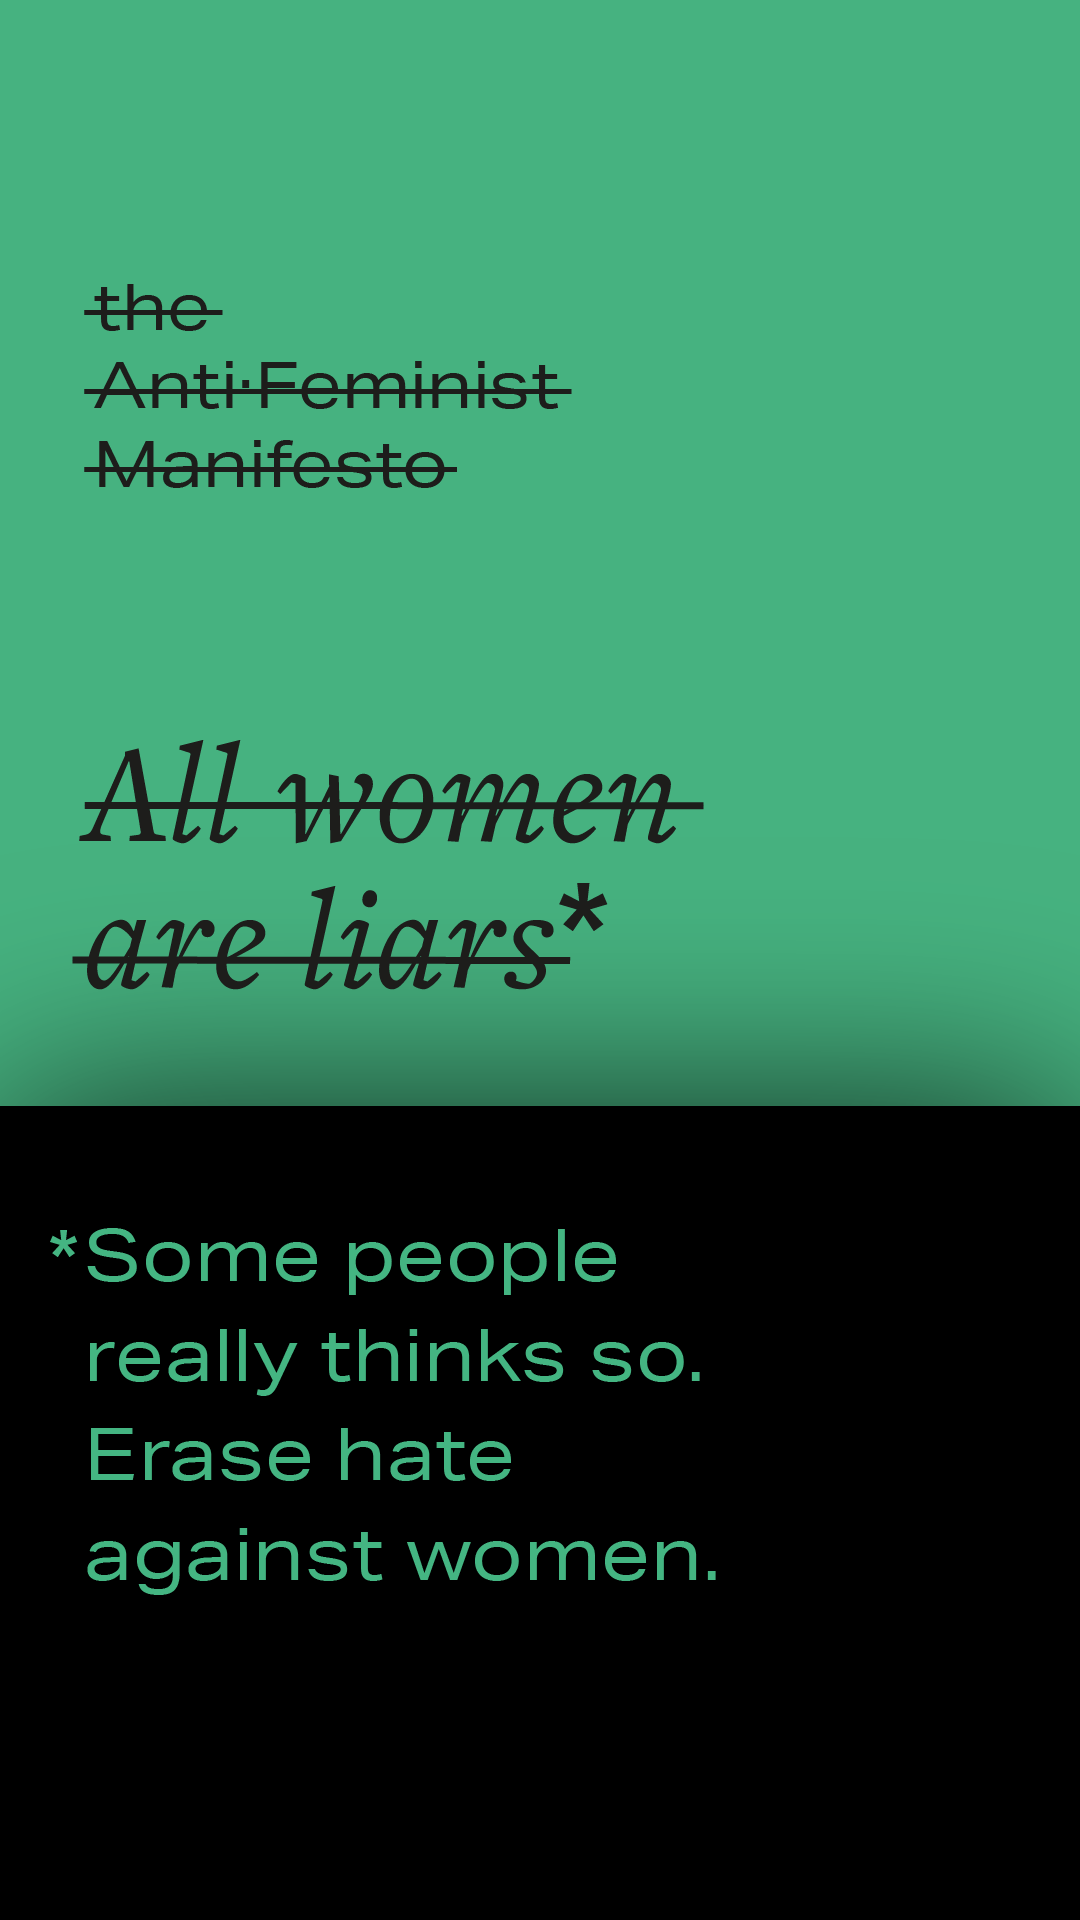 the
Anti·Feminist
Manifesto
All women
are liars*
*Some people
really thinks so.
Erase hate
against women.